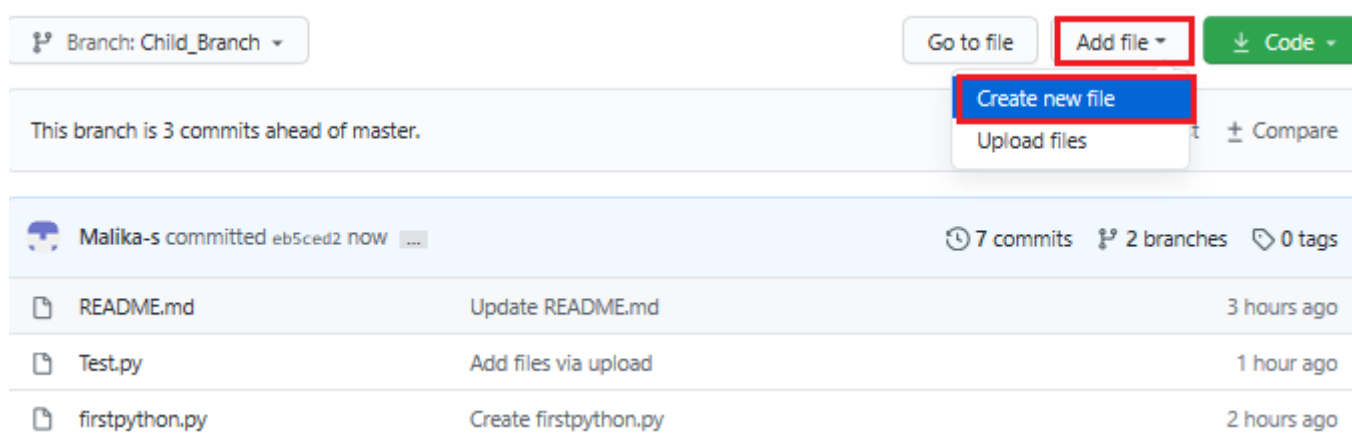 Branch: Child_Branch Go to file Add file Code
Create new file
This branch is 3 commits ahead of master. Compare
Upload files
Malika-s committed eb5ced2 now ... 7 commits 2 branches 0 tags
README.md Update README.md 3 hours ago
Test.py Add files via upload 1 hour ago
firstpython.py Create firstpython.py 2 hours ago